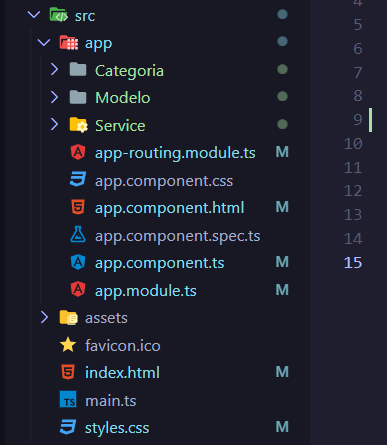 src
app
Categoria
Modelo
Service
app-routing.module.ts M
app.component.css
app.component.html M
app.component.spec.ts
app.component.ts M
app.module.ts M
assets
favicon.ico
index.html M
main.ts
styles.css M
4
5
6
7
8
9
10
11
12
13
14
15